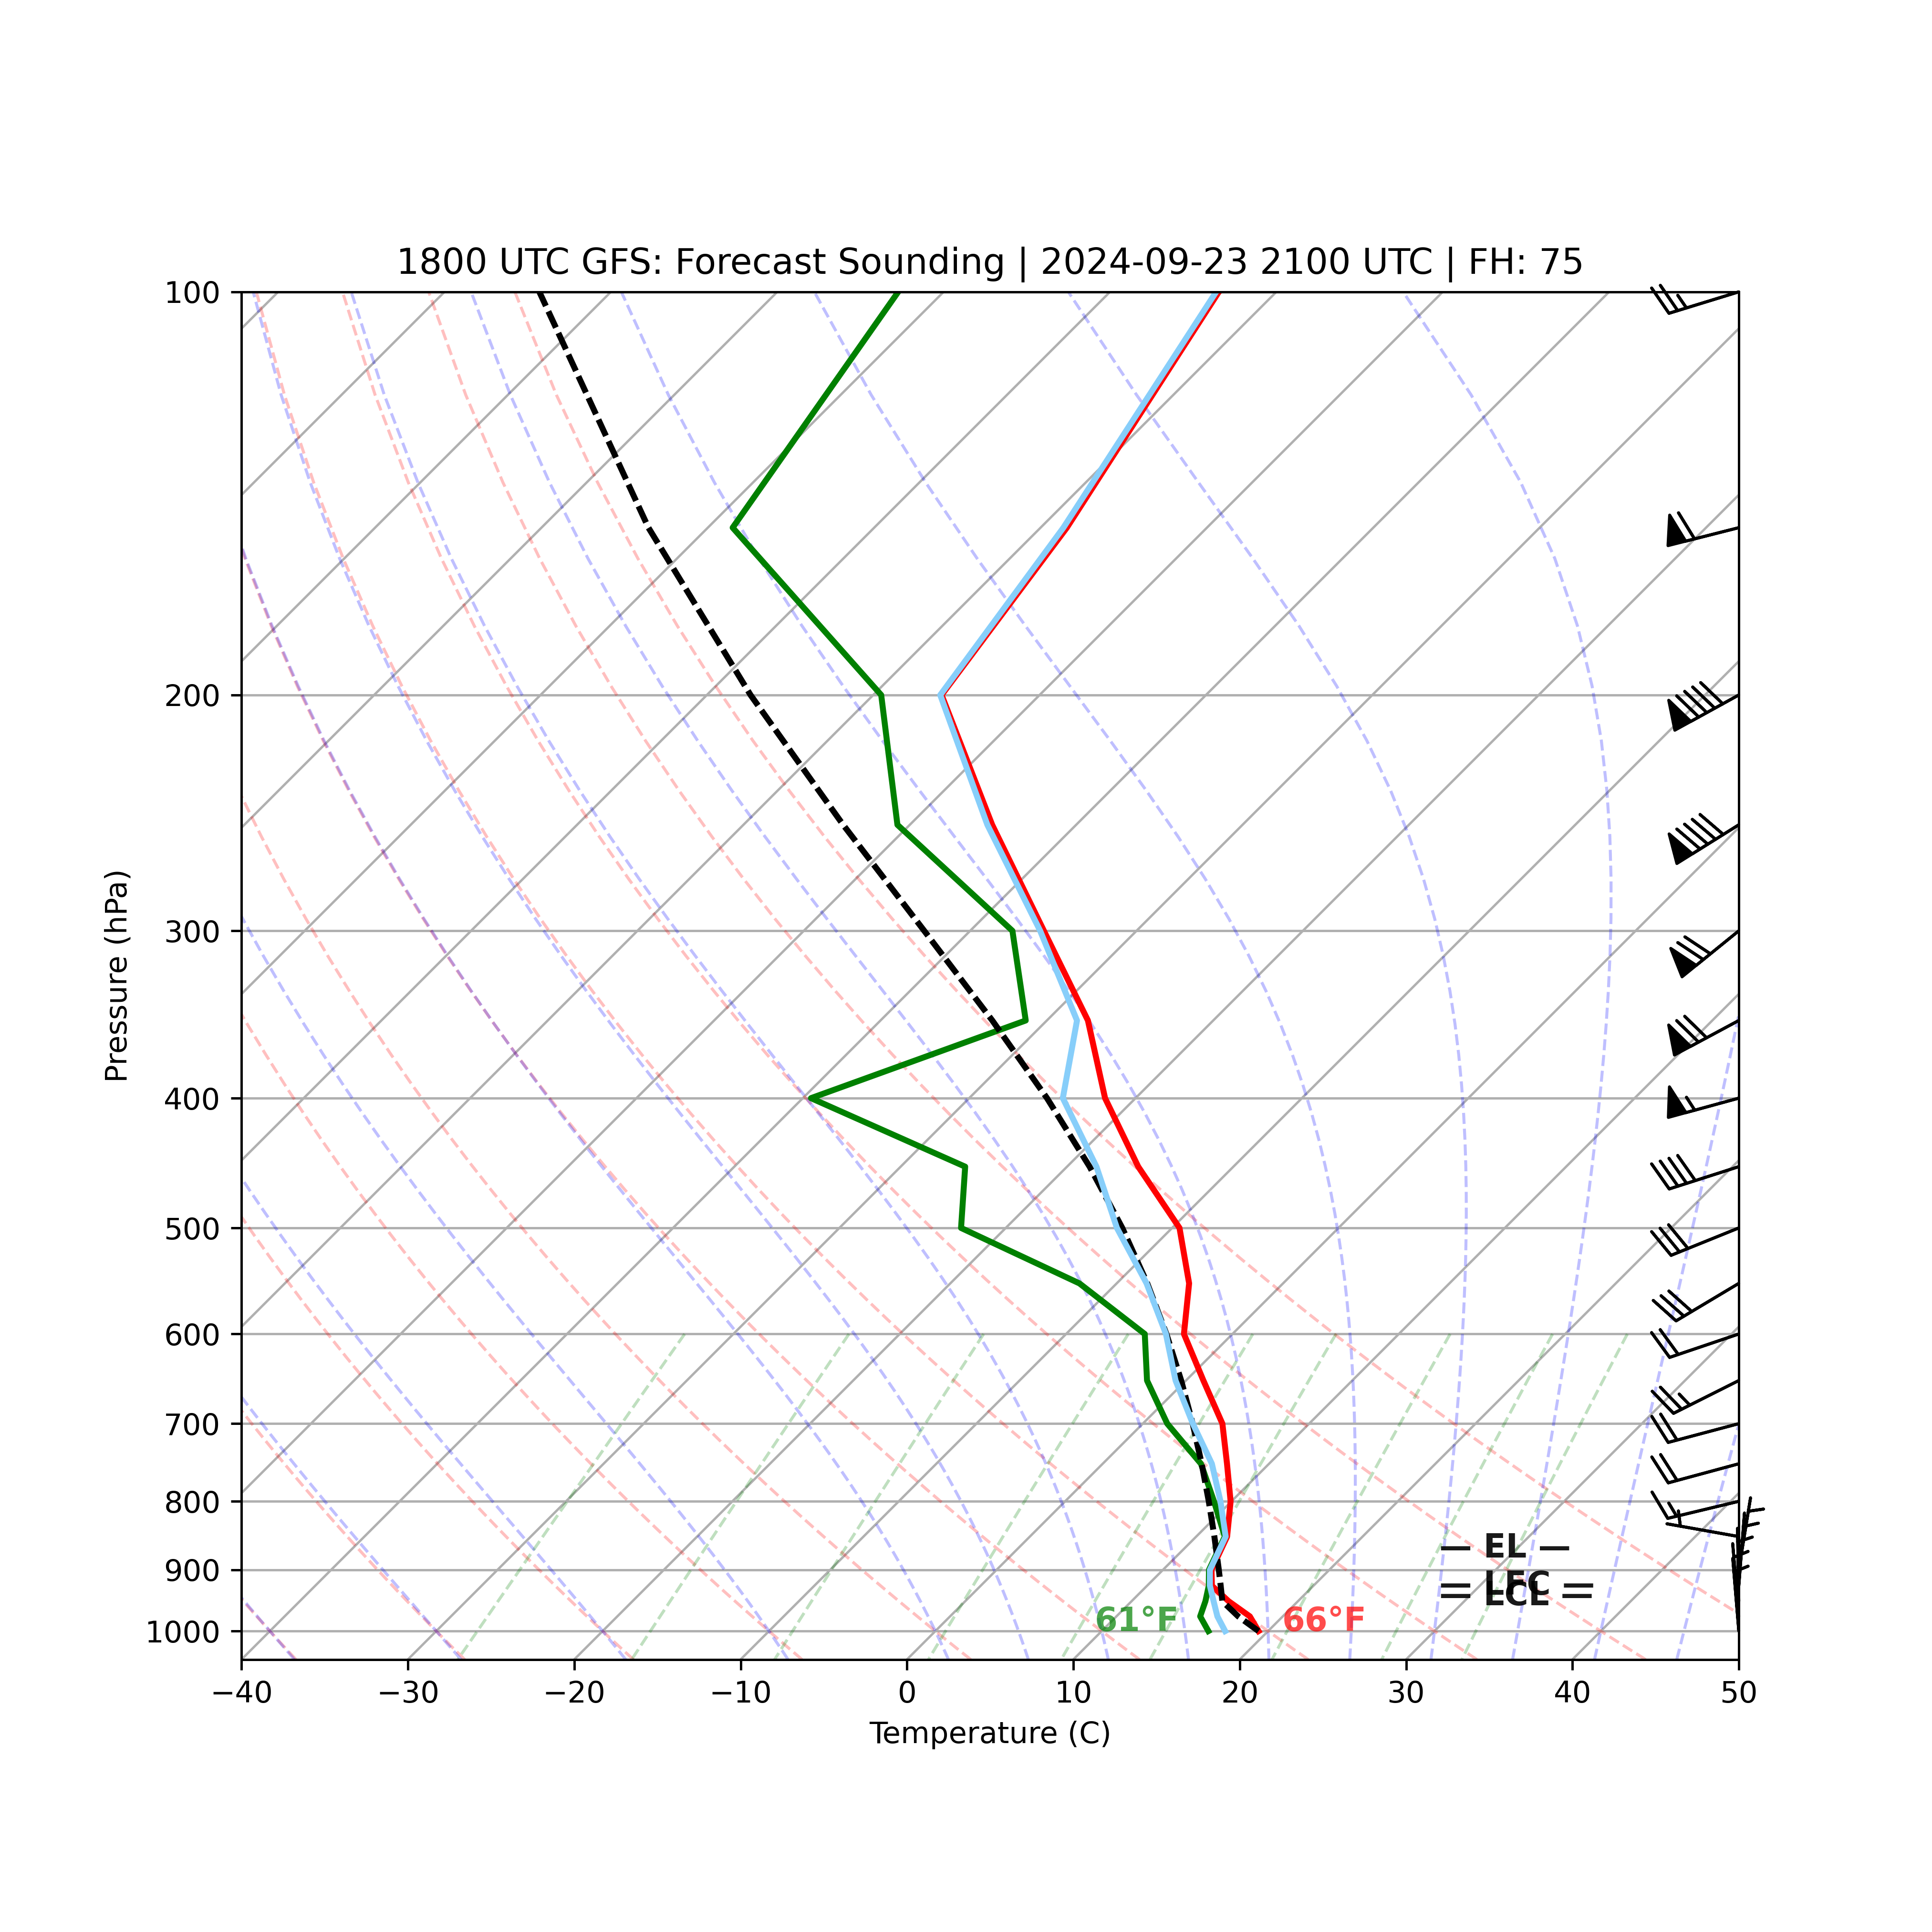 1800 UTC GFS: Forecast Sounding | 2024-09-23 2100 UTC | FH: 75
100
200
300
400
500
600
700
800
900
1000
Pressure (hPa)
— EL —
— LFC —
— LCL —
61°F
66°F
−40 −30 −20 −10 0 10 20 30 40 50
Temperature (C)